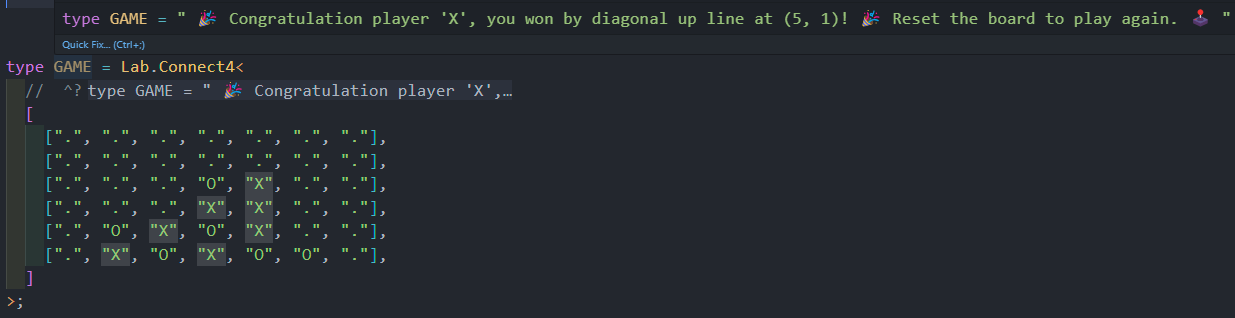 type GAME = " 🎉 Congratulation player 'X', you won by diagonal up line at (5, 1)! 🎉 Reset the board to play again. 🕹️ "
Quick Fix... (Ctrl+;)
type GAME = Lab.Connect4<
// ^? type GAME = " 🎉 Congratulation player 'X',…
[
[".", ".", ".", ".", ".", ".", "."],
[".", ".", ".", ".", ".", ".", "."],
[".", ".", ".", "O", "X", ".", "."],
[".", ".", ".", "X", "X", ".", "."],
[".", "O", "X", "O", "X", ".", "."],
[".", "X", "O", "X", "O", "O", "."],
]
>;